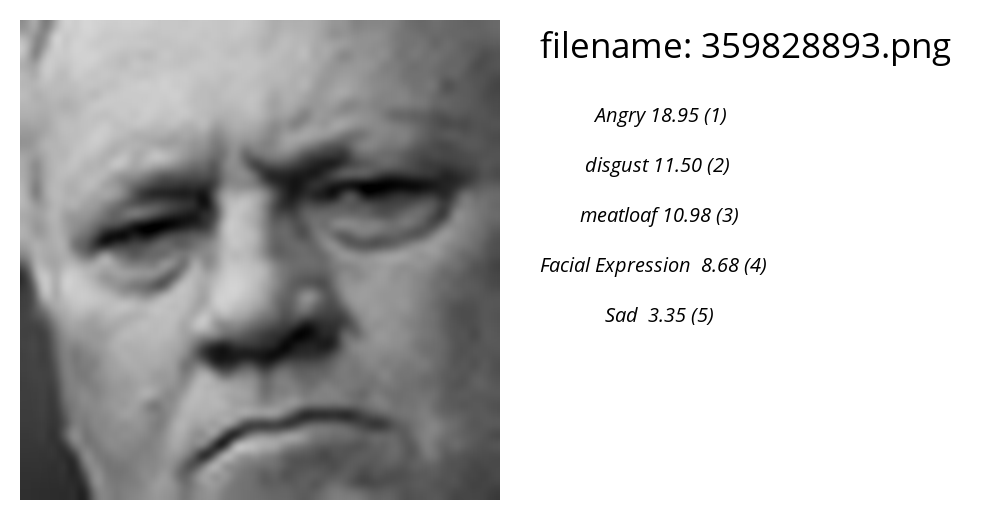 filename: 359828893.png
Angry 18.95 (1)
disgust 11.50 (2)
meatloaf 10.98 (3)
Facial Expression 8.68 (4)
Sad 3.35 (5)